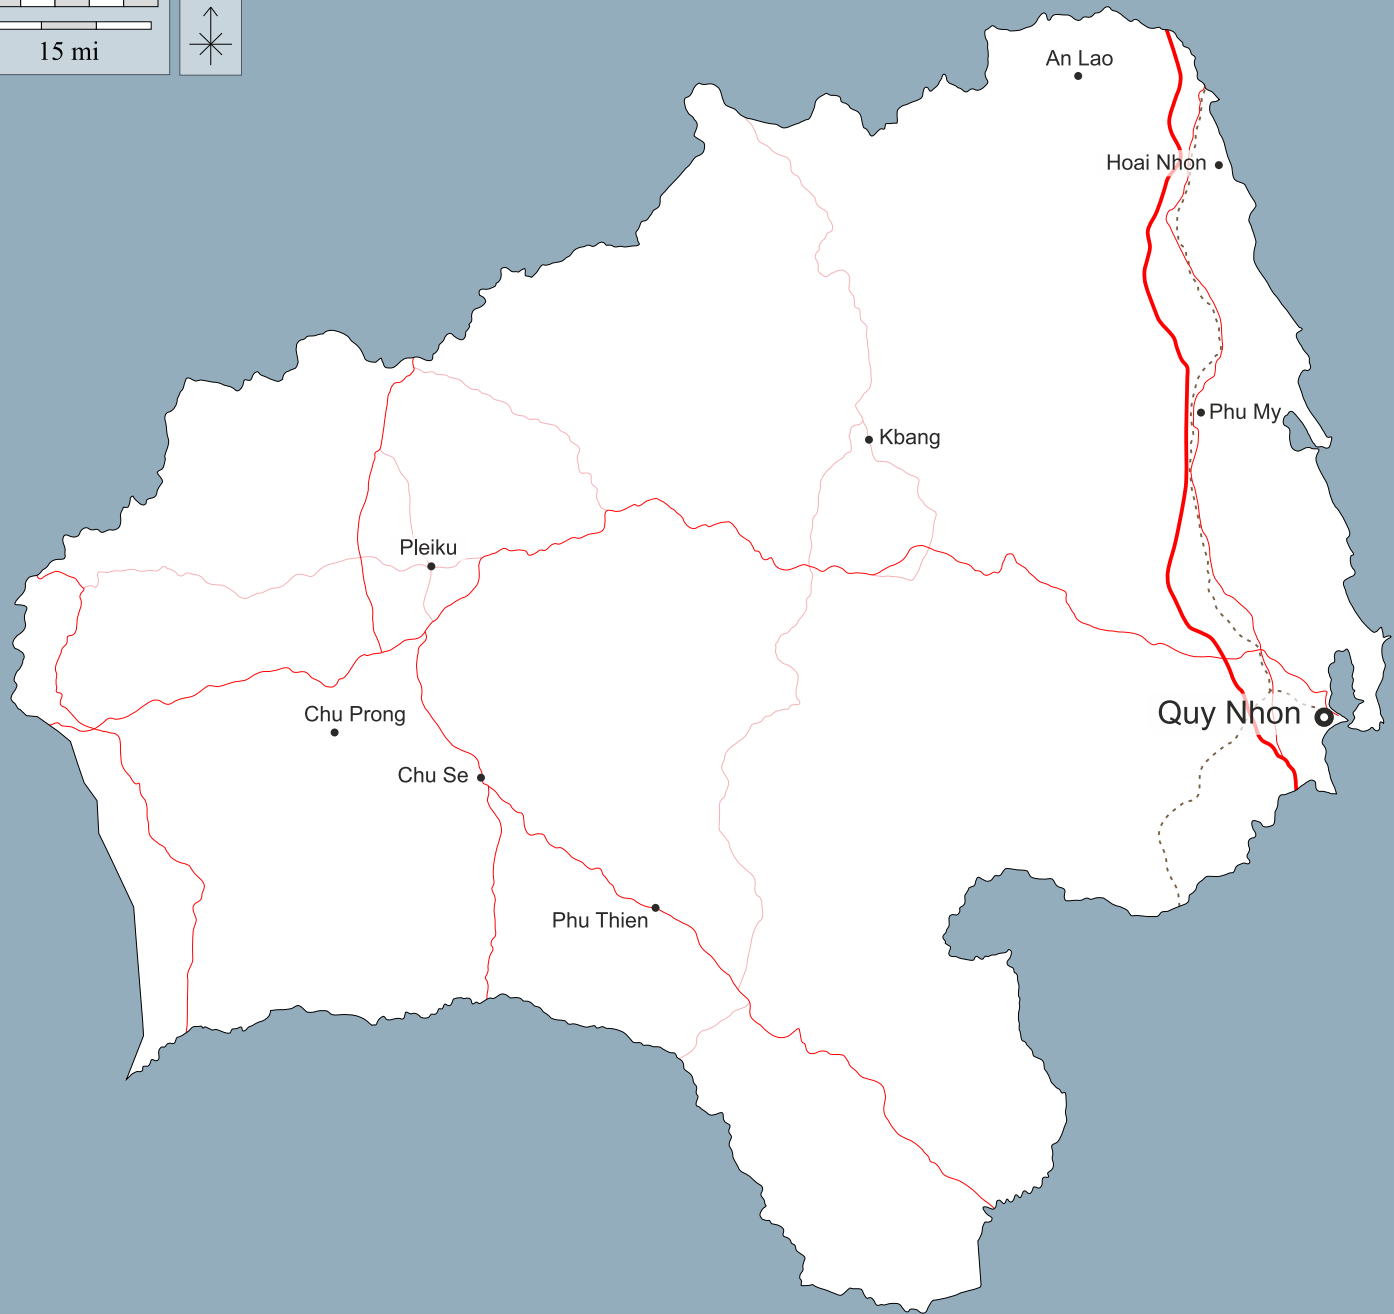 15 mi
An Lao
Hoai Nhon
Phu My
Kbang
Pleiku
Quy Nhon
Chu Prong
Chu Se
Phu Thien